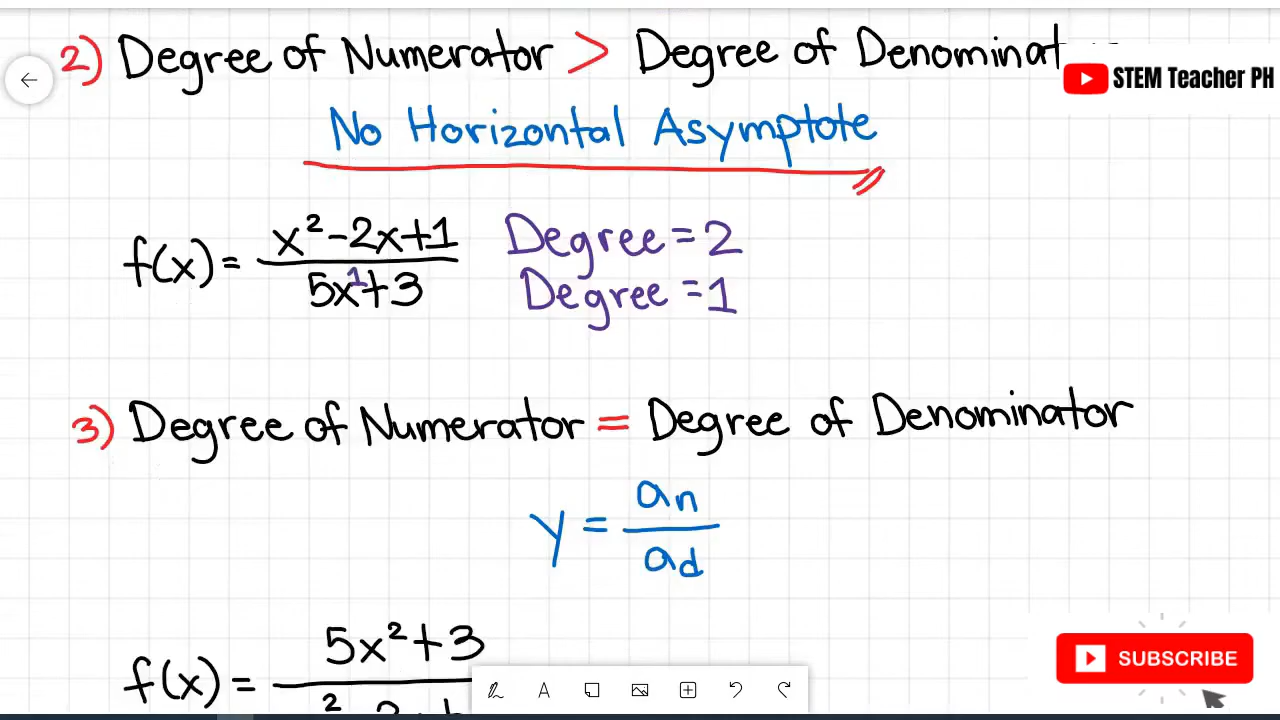 2) Degree of Numerator > Degree of Denominat
STEM Teacher PH
No Horizontal Asymptote
f(x) = x² - 2x + 1 / 5x¹ + 3
Degree = 2
Degree = 1
3) Degree of Numerator = Degree of Denominator
y = aₙ / a_d
f(x) = 5x² + 3
SUBSCRIBE